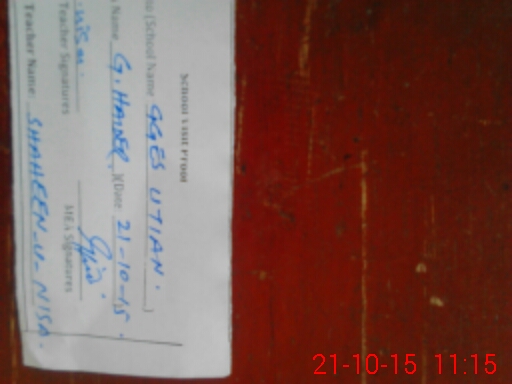 School Visit Proof
(School Name GGES UTIAN.)
Name G. HAIDER )(Date 21-10-15.
Teacher Signatures MEA Signatures
Teacher Name: SHAHEEN-U-NISA.
21-10-15 11:15